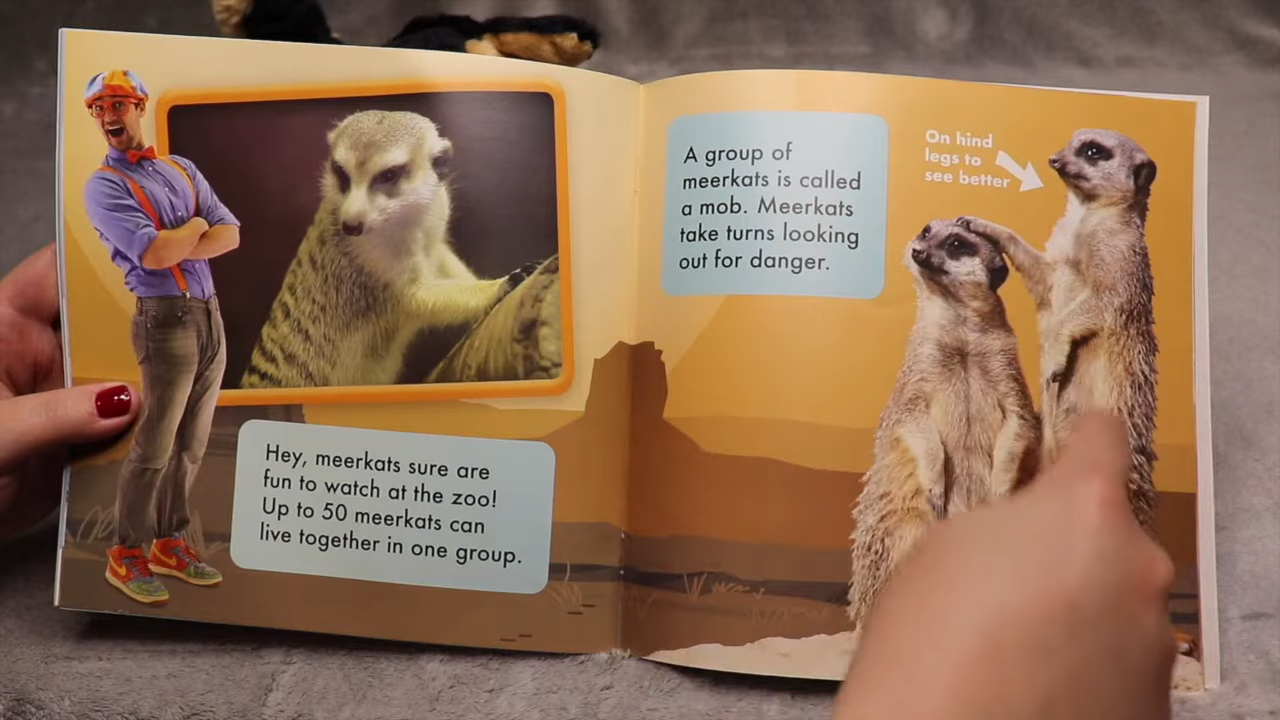 Hey, meerkats sure are
fun to watch at the zoo!
Up to 50 meerkats can
live together in one group.
A group of
meerkats is called
a mob. Meerkats
take turns looking
out for danger.
On hind
legs to
see better